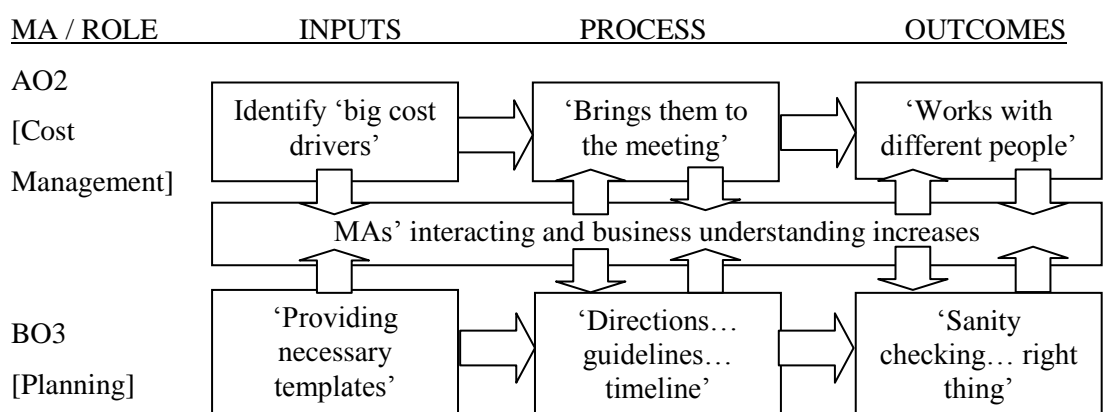 MA / ROLE INPUTS PROCESS OUTCOMES
AO2
[Cost
Management]
Identify ‘big cost
drivers’
‘Brings them to
the meeting’
‘Works with
different people’
MAs’ interacting and business understanding increases
BO3
[Planning]
‘Providing
necessary
templates’
‘Directions…
guidelines…
timeline’
‘Sanity
checking… right
thing’